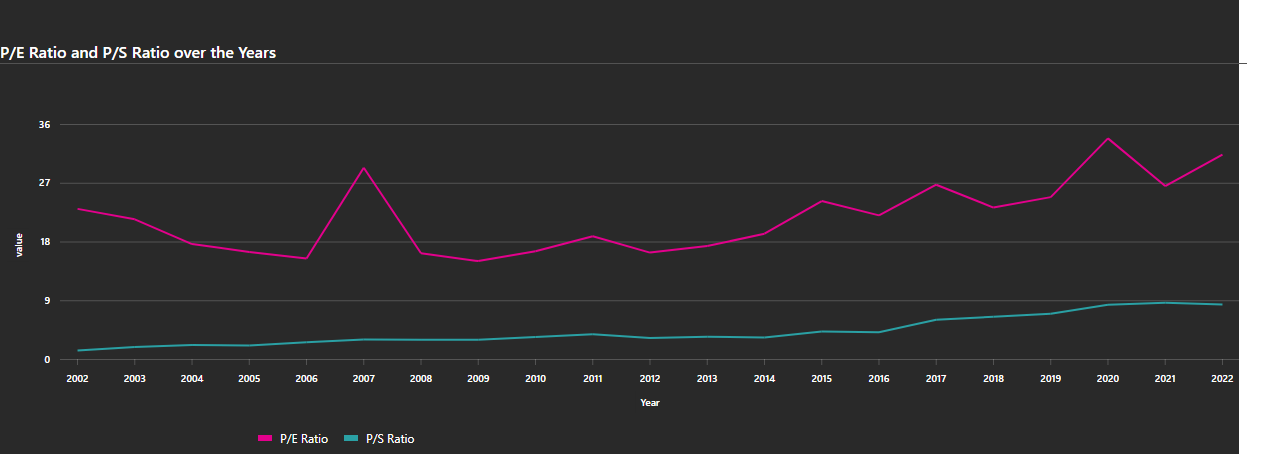 P/E Ratio and P/S Ratio over the Years
36
27
18
9
0
value
2002 2003 2004 2005 2006 2007 2008 2009 2010 2011 2012 2013 2014 2015 2016 2017 2018 2019 2020 2021 2022
Year
P/E Ratio P/S Ratio